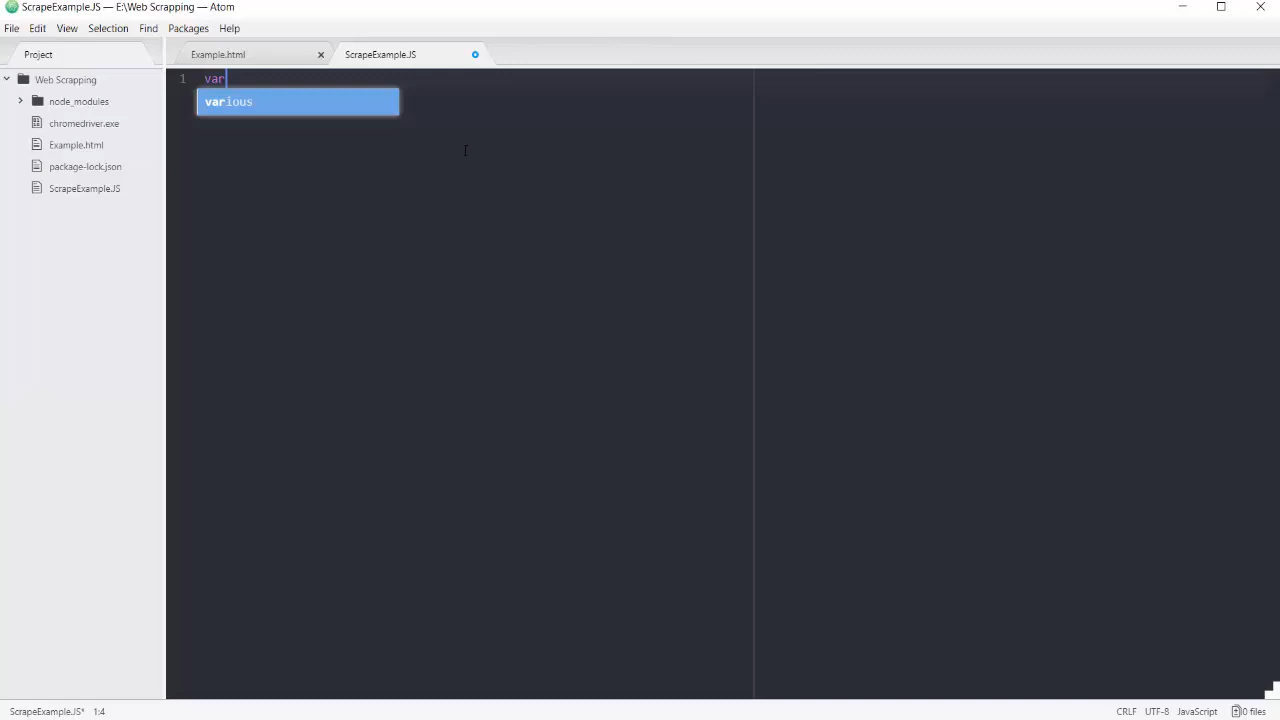 ScrapeExample.JS — E:\Web Scrapping — Atom
File Edit View Selection Find Packages Help
Project
Example.html
ScrapeExample.JS
Web Scrapping
node_modules
chromedriver.exe
Example.html
package-lock.json
ScrapeExample.JS
1 var
various
ScrapeExample.JS* 1:4
CRLF UTF-8 JavaScript 0 files